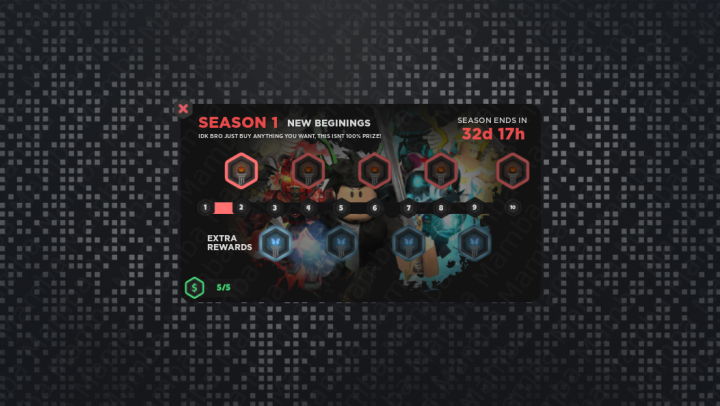 SEASON 1 NEW BEGININGS
IDK BRO JUST BUY ANYTHING YOU WANT, THIS ISNT 100% PRIZE!
SEASON ENDS IN
32d 17h
1 2 3 4 5 6 7 8 9 10
EXTRA
REWARDS
$ 5/5